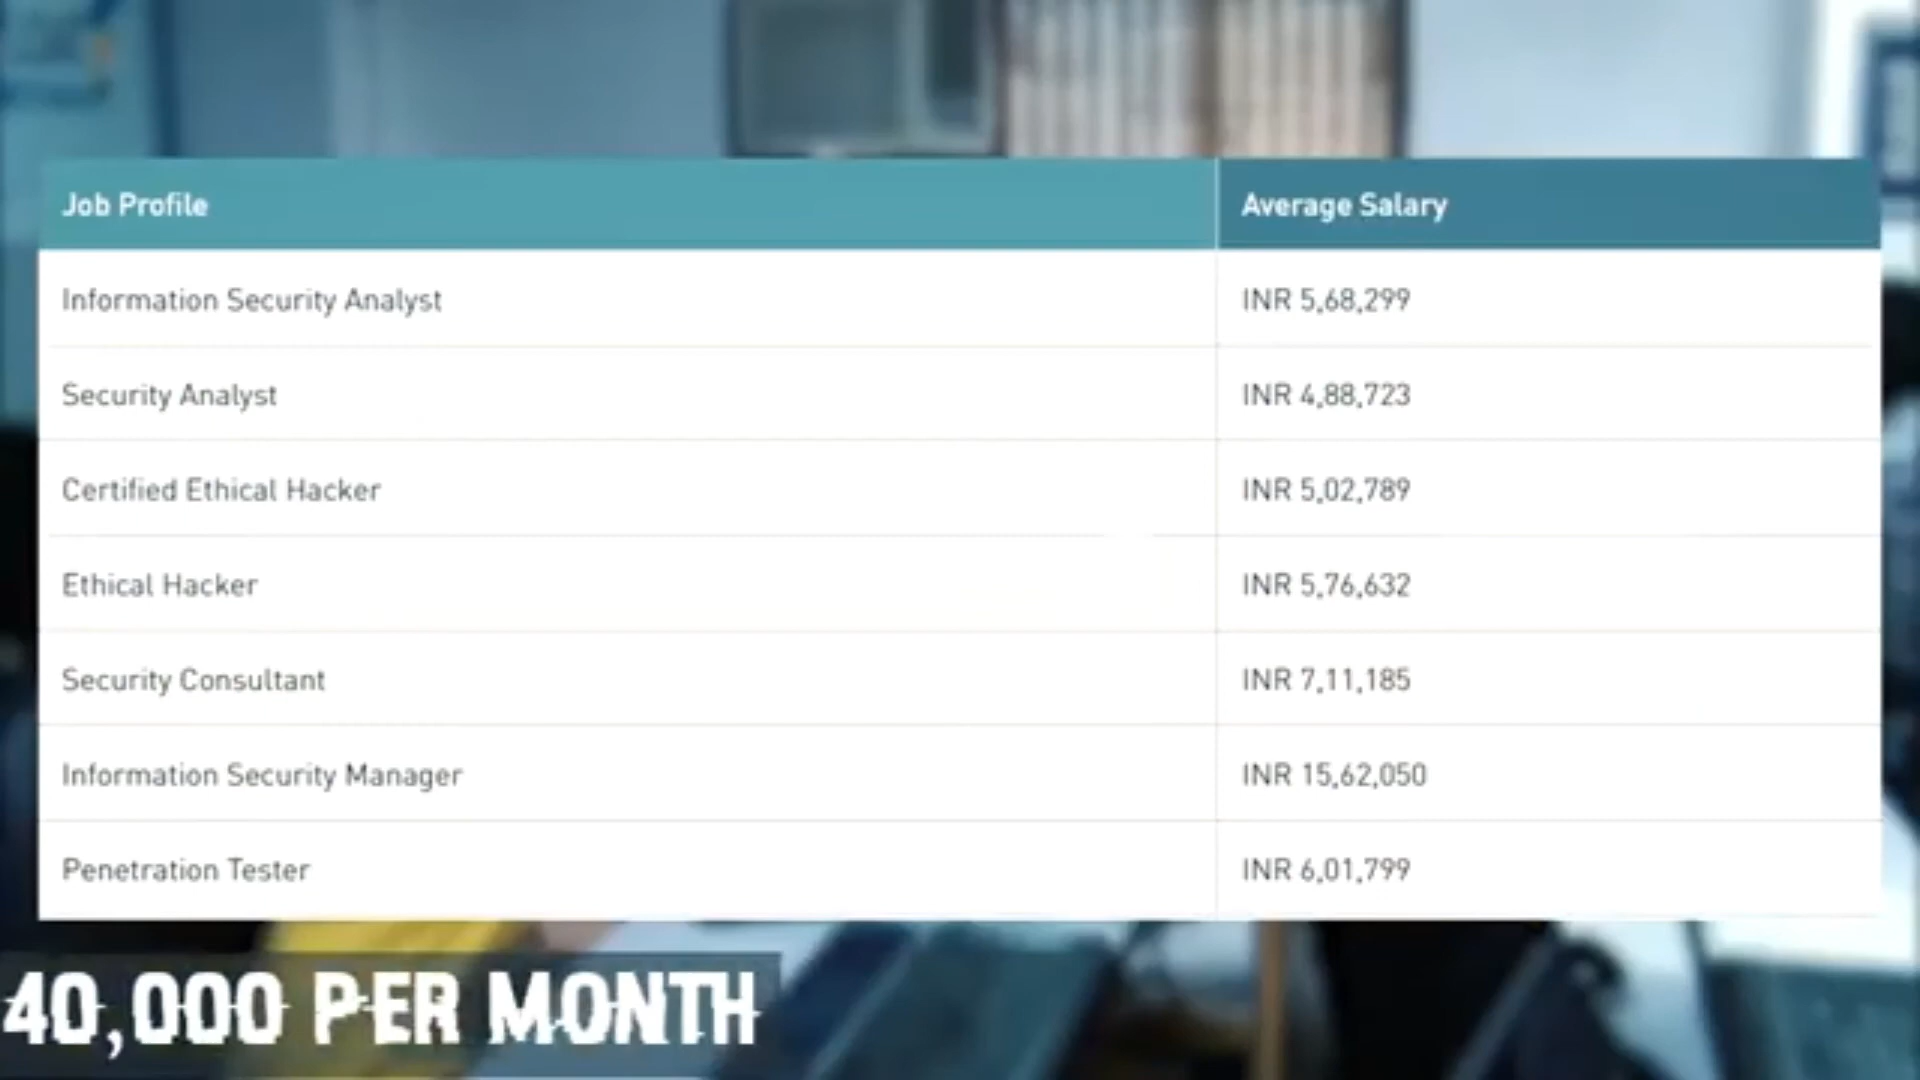 Job Profile Average Salary
Information Security Analyst INR 5,68,299
Security Analyst INR 4,88,723
Certified Ethical Hacker INR 5,02,789
Ethical Hacker INR 5,76,632
Security Consultant INR 7,11,185
Information Security Manager INR 15,62,050
Penetration Tester INR 6,01,799
40,000 PER MONTH